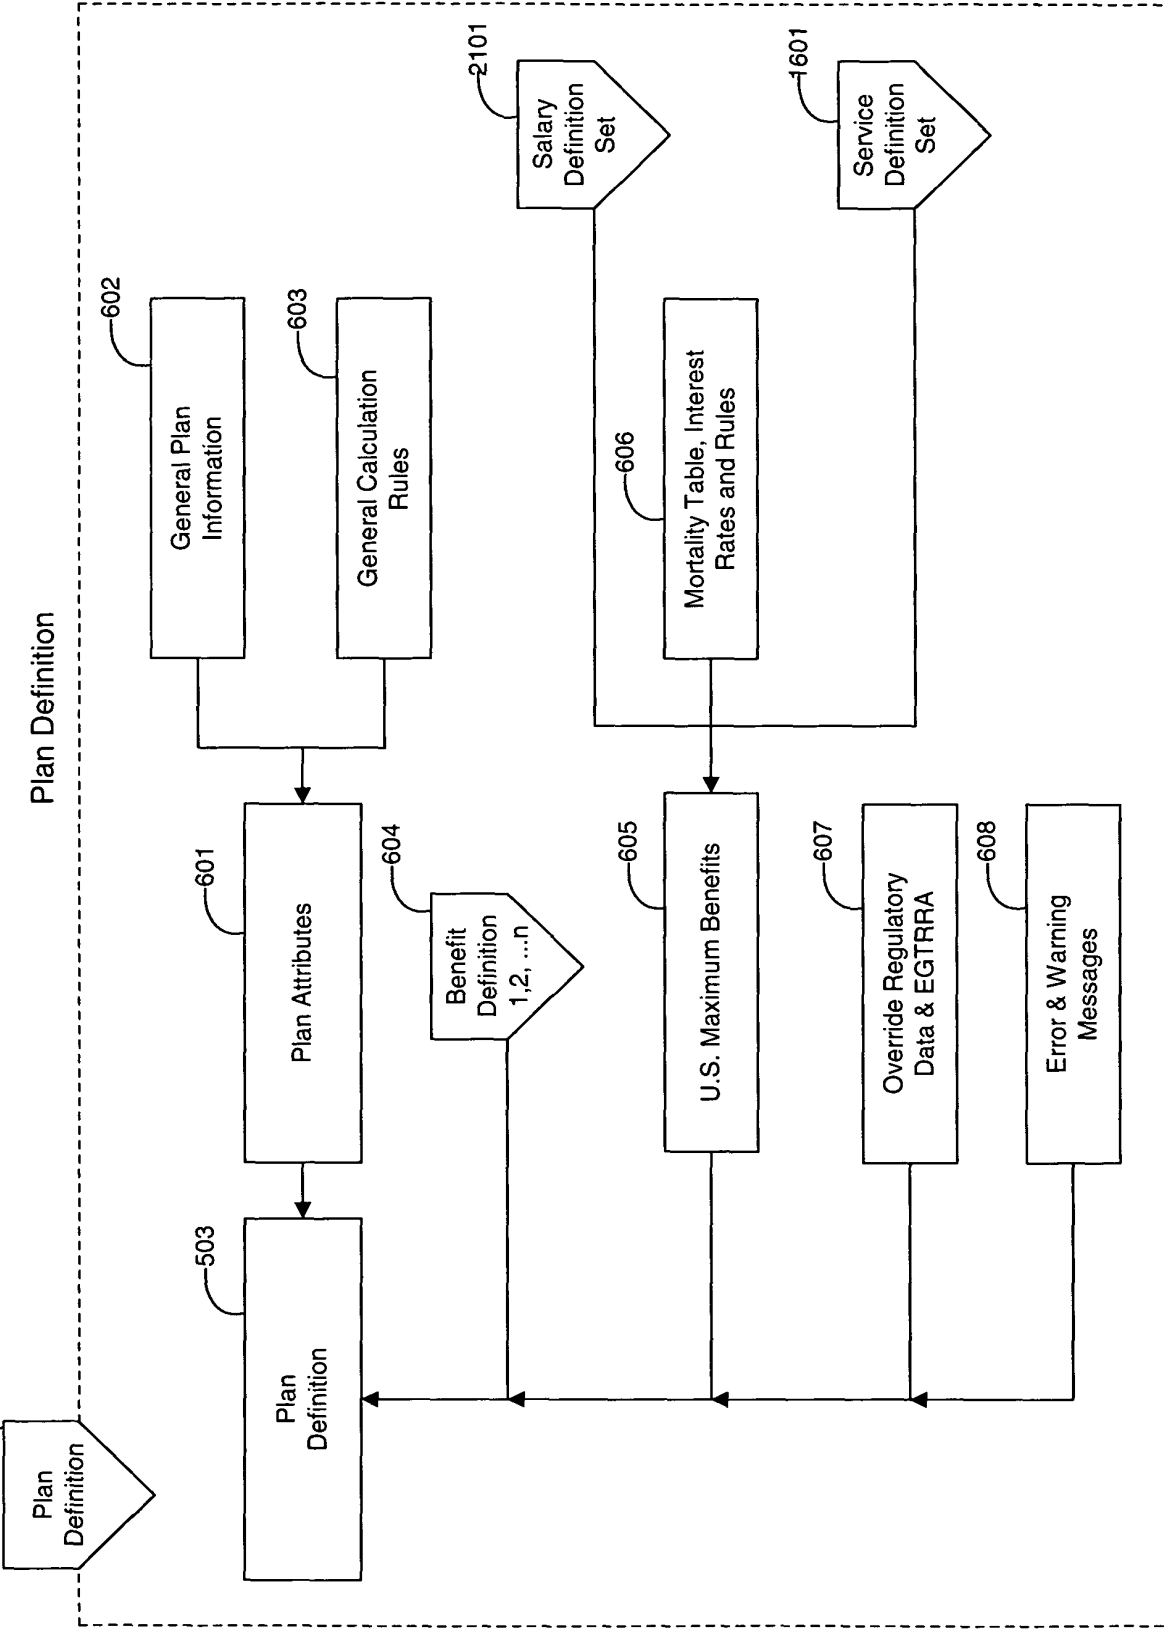 Plan Definition
Plan
Definition
503
Plan
Definition
601
Plan Attributes
602
General Plan
Information
603
General Calculation
Rules
604
Benefit
Definition
1,2, ...n
2101
Salary
Definition
Set
605
U.S. Maximum Benefits
606
Mortality Table, Interest
Rates and Rules
1601
Service
Definition
Set
607
Override Regulatory
Data & EGTRRA
608
Error & Warning
Messages